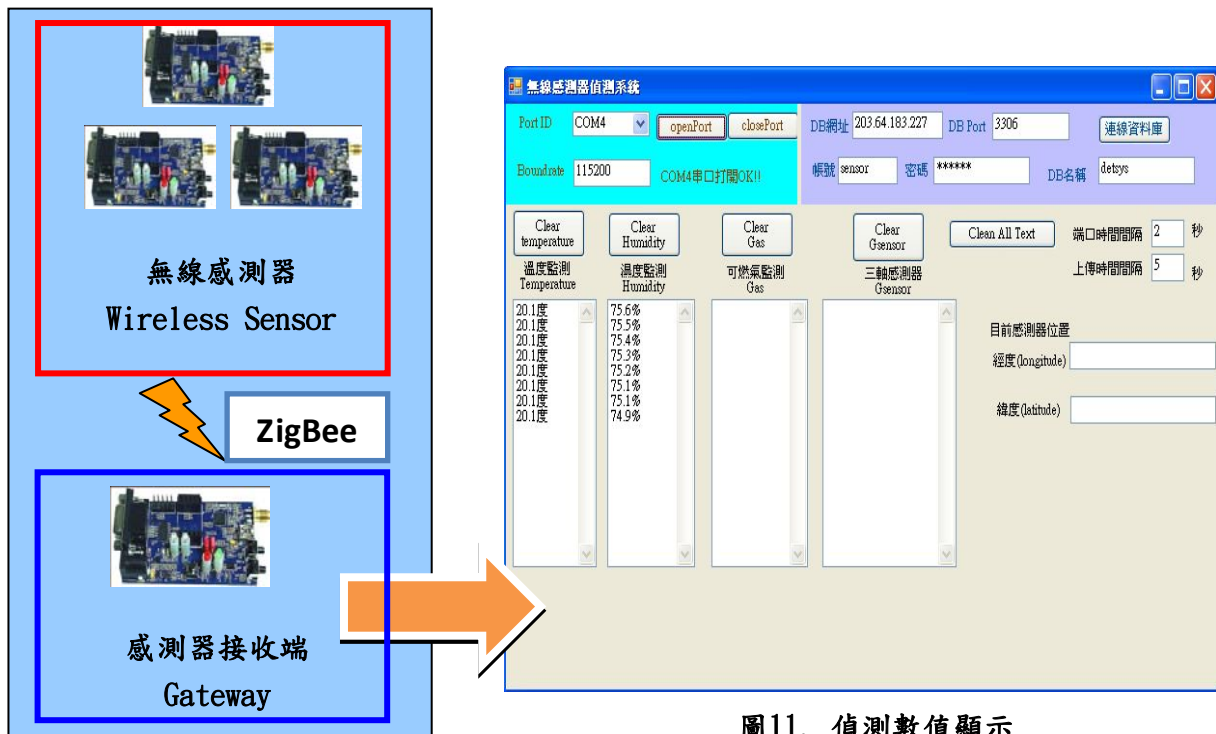 無線感測器
Wireless Sensor
ZigBee
感測器接收端
Gateway
無線感測器偵測系統
Port ID COM4 openPort closePort
Boundrate 115200 COM4串口打開OK!!
DB網址 203.64.183.227 DB Port 3306 連線資料庫
帳號 sensor 密碼 ****** DB名稱 detsys
Clear temperature
Clear Humidity
Clear Gas
Clear Gsensor
Clean All Text
端口時間間隔 2 秒
上傳時間間隔 5 秒
溫度監測
Temperature
濕度監測
Humidity
可燃氣監測
Gas
三軸感測器
Gsensor
20.1度
20.1度
20.1度
20.1度
20.1度
20.1度
20.1度
20.1度
75.6%
75.5%
75.4%
75.3%
75.2%
75.1%
75.1%
74.9%
目前感測器位置
經度(longitude)
緯度(latitude)
圖11. 偵測數值顯示